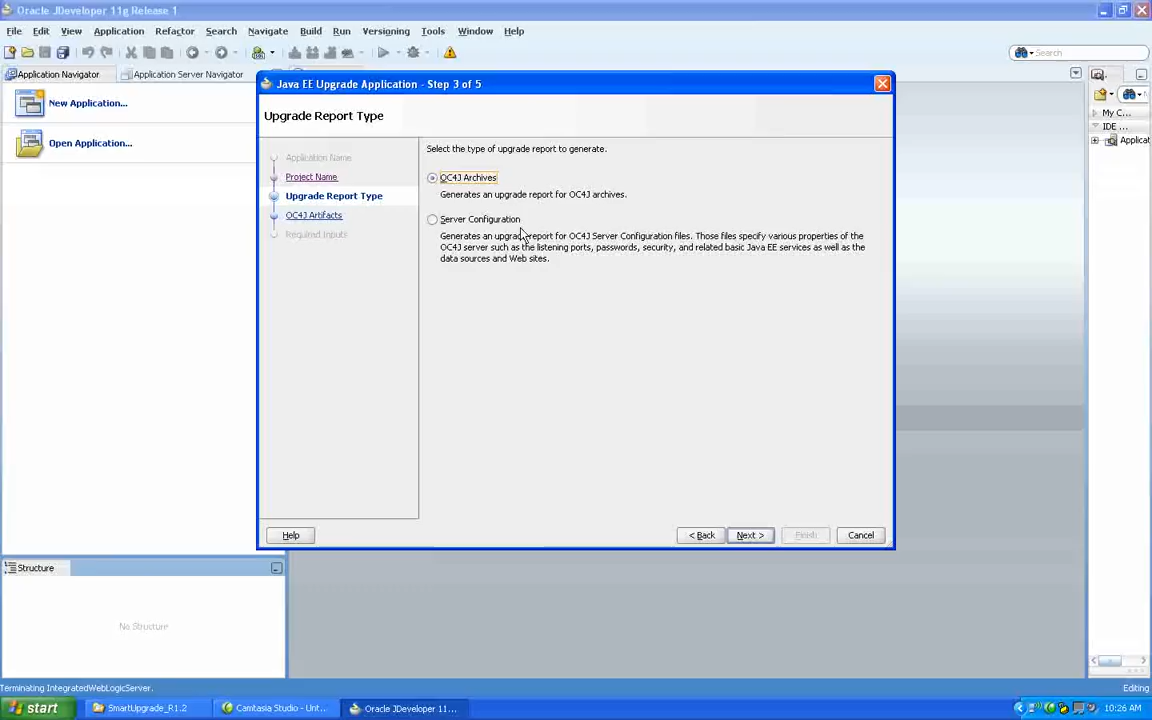 Oracle JDeveloper 11g Release 1
File Edit View Application Refactor Search Navigate Build Run Versioning Tools Window Help
Search
Application Navigator Application Server Navigator
New Application...
Open Application...
My C...
IDE ...
Applicat
Java EE Upgrade Application - Step 3 of 5
Upgrade Report Type
Application Name
Project Name
Upgrade Report Type
OC4J Artifacts
Required Inputs
Select the type of upgrade report to generate.
OC4J Archives
Generates an upgrade report for OC4J archives.
Server Configuration
Generates an upgrade report for OC4J Server Configuration files. Those files specify various properties of the
OC4J server such as the listening ports, passwords, security, and related basic Java EE services as well as the
data sources and Web sites.
Help < Back Next > Finish Cancel
Structure
No Structure
Terminating IntegratedWebLogicServer. Editing
start SmartUpgrade_R1.2 Camtasia Studio - Unt... Oracle JDeveloper 11... 10:26 AM